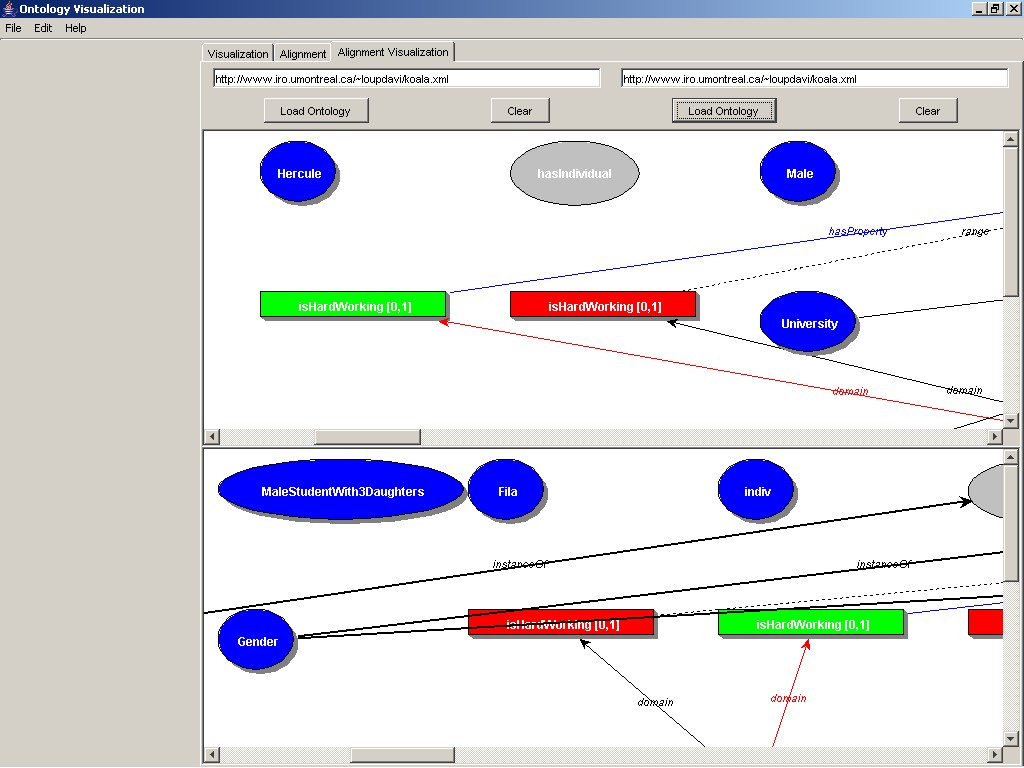 Ontology Visualization
File Edit Help
Visualization Alignment Alignment Visualization
http://www.iro.umontreal.ca/~loupdavi/koala.xml http://www.iro.umontreal.ca/~loupdavi/koala.xml
Load Ontology Clear Load Ontology Clear
Hercule hasIndividual Male
hasProperty range
isHardWorking [0,1] isHardWorking [0,1]
University
domain domain
MaleStudentWith3Daughters Fila indiv
instanceOf instanceOf
isHardWorking [0,1] isHardWorking [0,1]
Gender
domain domain